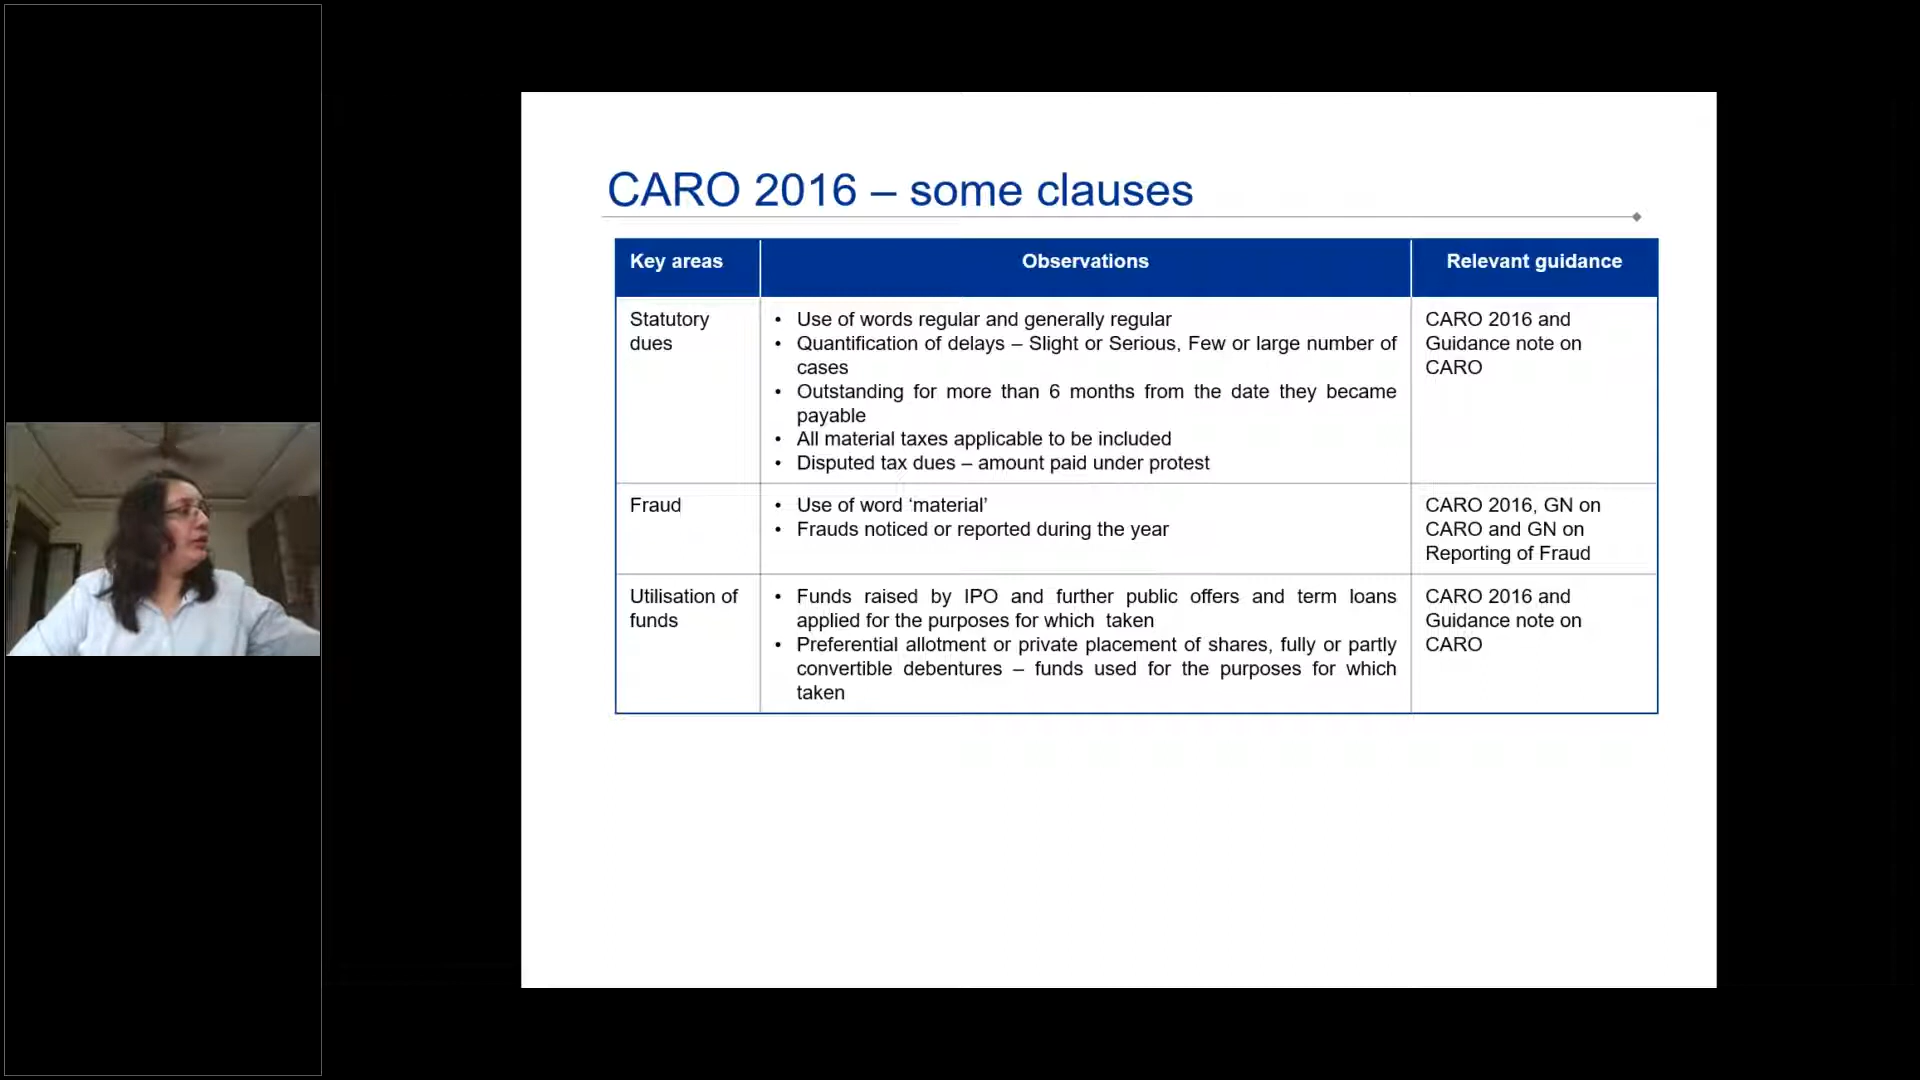 CARO 2016 – some clauses
Key areas
Observations
Relevant guidance
Statutory
dues
• Use of words regular and generally regular
• Quantification of delays – Slight or Serious, Few or large number of
cases
• Outstanding for more than 6 months from the date they became
payable
• All material taxes applicable to be included
• Disputed tax dues – amount paid under protest
CARO 2016 and
Guidance note on
CARO
Fraud
• Use of word ‘material’
• Frauds noticed or reported during the year
CARO 2016, GN on
CARO and GN on
Reporting of Fraud
Utilisation of
funds
• Funds raised by IPO and further public offers and term loans
applied for the purposes for which taken
• Preferential allotment or private placement of shares, fully or partly
convertible debentures – funds used for the purposes for which
taken
CARO 2016 and
Guidance note on
CARO